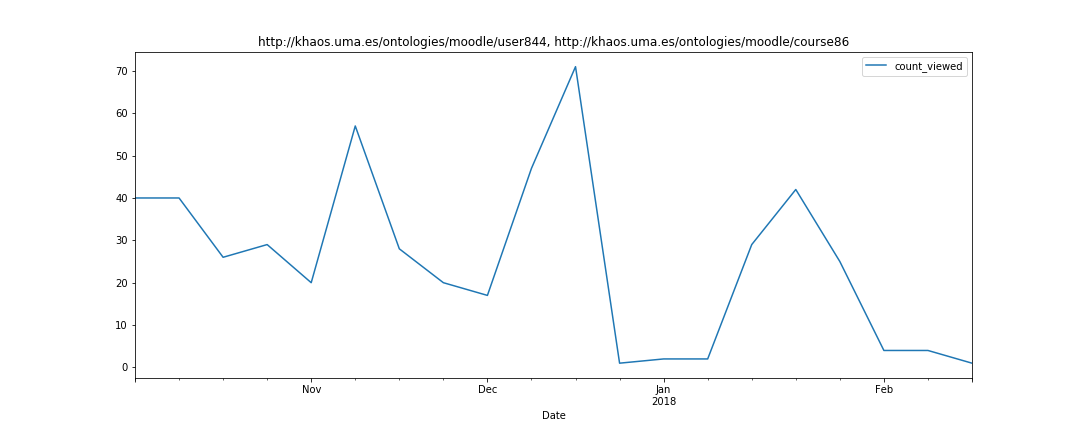 http://khaos.uma.es/ontologies/moodle/user844, http://khaos.uma.es/ontologies/moodle/course86
count_viewed
70
60
50
40
30
20
10
0
Nov
Dec
Jan
2018
Feb
Date